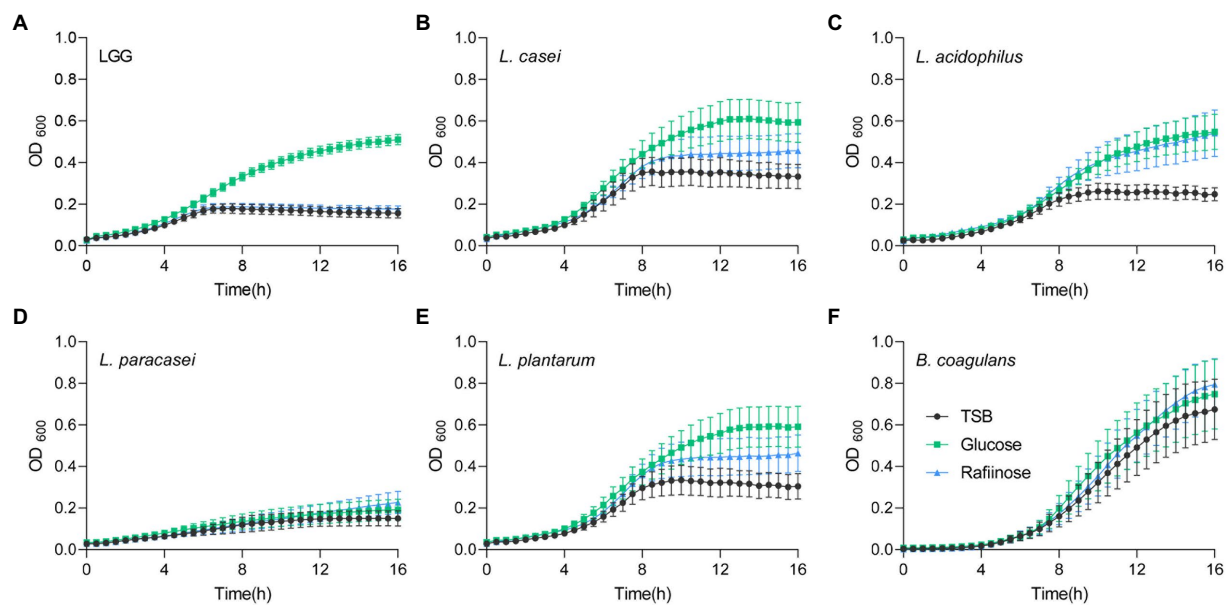 A
LGG
1.0
0.8
0.6
0.4
0.2
0.0
OD 600
0 4 8 12 16
Time(h)
B
L. casei
1.0
0.8
0.6
0.4
0.2
0.0
OD 600
0 4 8 12 16
Time(h)
C
L. acidophilus
1.0
0.8
0.6
0.4
0.2
0.0
OD 600
0 4 8 12 16
Time(h)
D
L. paracasei
1.0
0.8
0.6
0.4
0.2
0.0
OD 600
0 4 8 12 16
Time(h)
E
L. plantarum
1.0
0.8
0.6
0.4
0.2
0.0
OD 600
0 4 8 12 16
Time(h)
F
B. coagulans
1.0
0.8
0.6
0.4
0.2
0.0
OD 600
TSB
Glucose
Rafiinose
0 4 8 12 16
Time(h)